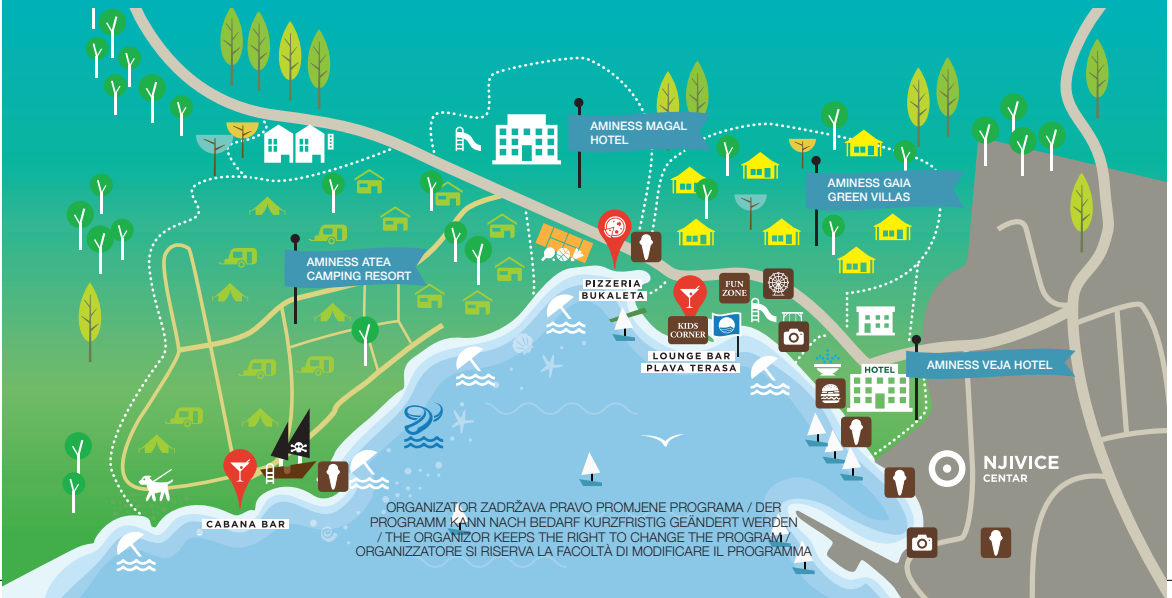 AMINESS MAGAL
HOTEL
AMINESS GAIA
GREEN VILLAS
AMINESS ATEA
CAMPING RESORT
PIZZERIA
BUKALETA
FUN
ZONE
KIDS
CORNER
LOUNGE BAR
PLAVA TERASA
HOTEL
AMINESS VEJA HOTEL
NJIVICE
CENTAR
CABANA BAR
ORGANIZATOR ZADRŽAVA PRAVO PROMJENE PROGRAMA / DER
PROGRAMM KANN NACH BEDARF KURZFRISTIG GEÄNDERT WERDEN
/ THE ORGANIZOR KEEPS THE RIGHT TO CHANGE THE PROGRAM /
ORGANIZZATORE SI RISERVA LA FACOLTÀ DI MODIFICARE IL PROGRAMMA